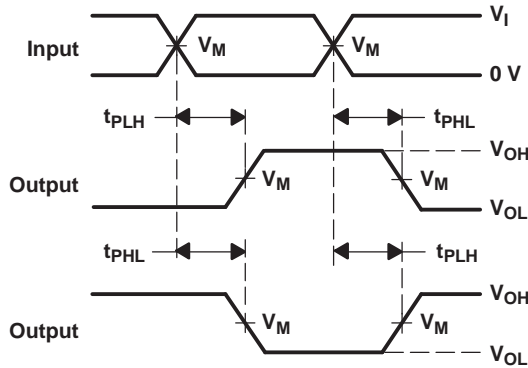 V_I
Input V_M V_M
0 V
t_PLH t_PHL
V_OH
Output V_M V_M
V_OL
t_PHL t_PLH
V_OH
V_M V_M
Output
V_OL